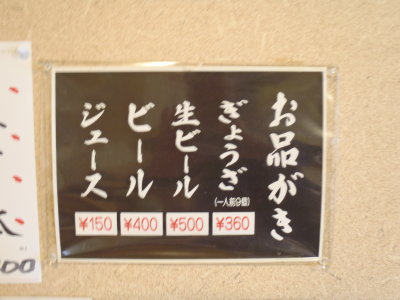 お品がき
ぎょうざ
(一人前9個)
¥360
生ビール
¥500
ビール
¥400
ジュース
¥150